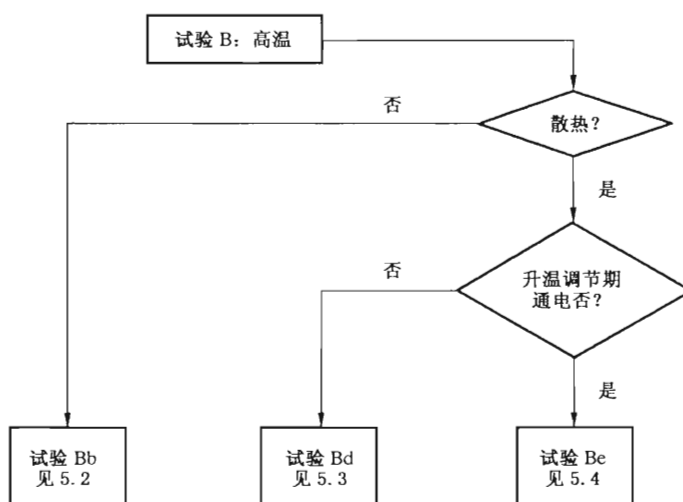 试验 B：高温
否
散热？
是
否
升温调节期
通电否？
是
试验 Bb
见 5.2
试验 Bd
见 5.3
试验 Be
见 5.4